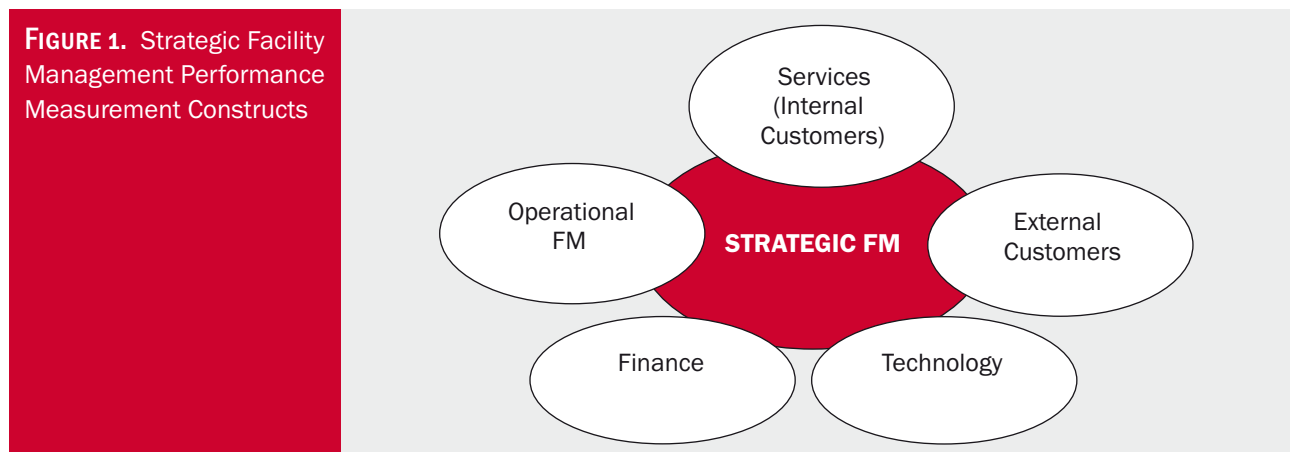 FIGURE 1. Strategic Facility
Management Performance
Measurement Constructs
Services
(Internal
Customers)
Operational
FM
STRATEGIC FM
External
Customers
Finance
Technology